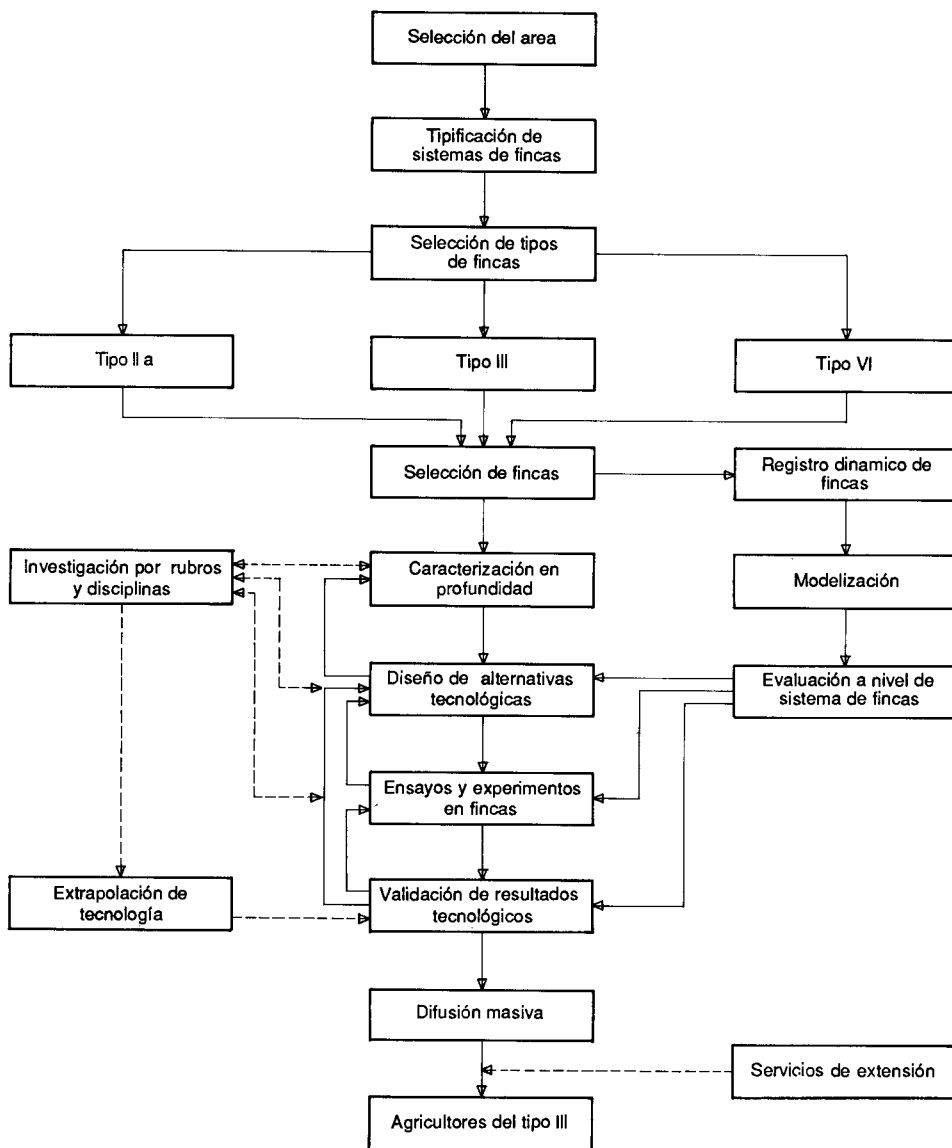 Selección del area
Tipificación de
sistemas de fincas
Selección de tipos
de fincas
Tipo II a
Tipo III
Tipo VI
Selección de fincas
Registro dinamico de
fincas
Investigación por rubros
y disciplinas
Caracterización en
profundidad
Modelización
Diseño de alternativas
tecnológicas
Evaluación a nivel de
sistema de fincas
Ensayos y experimentos
en fincas
Extrapolación de
tecnología
Validación de resultados
tecnológicos
Difusión masiva
Servicios de extensión
Agricultores del tipo III